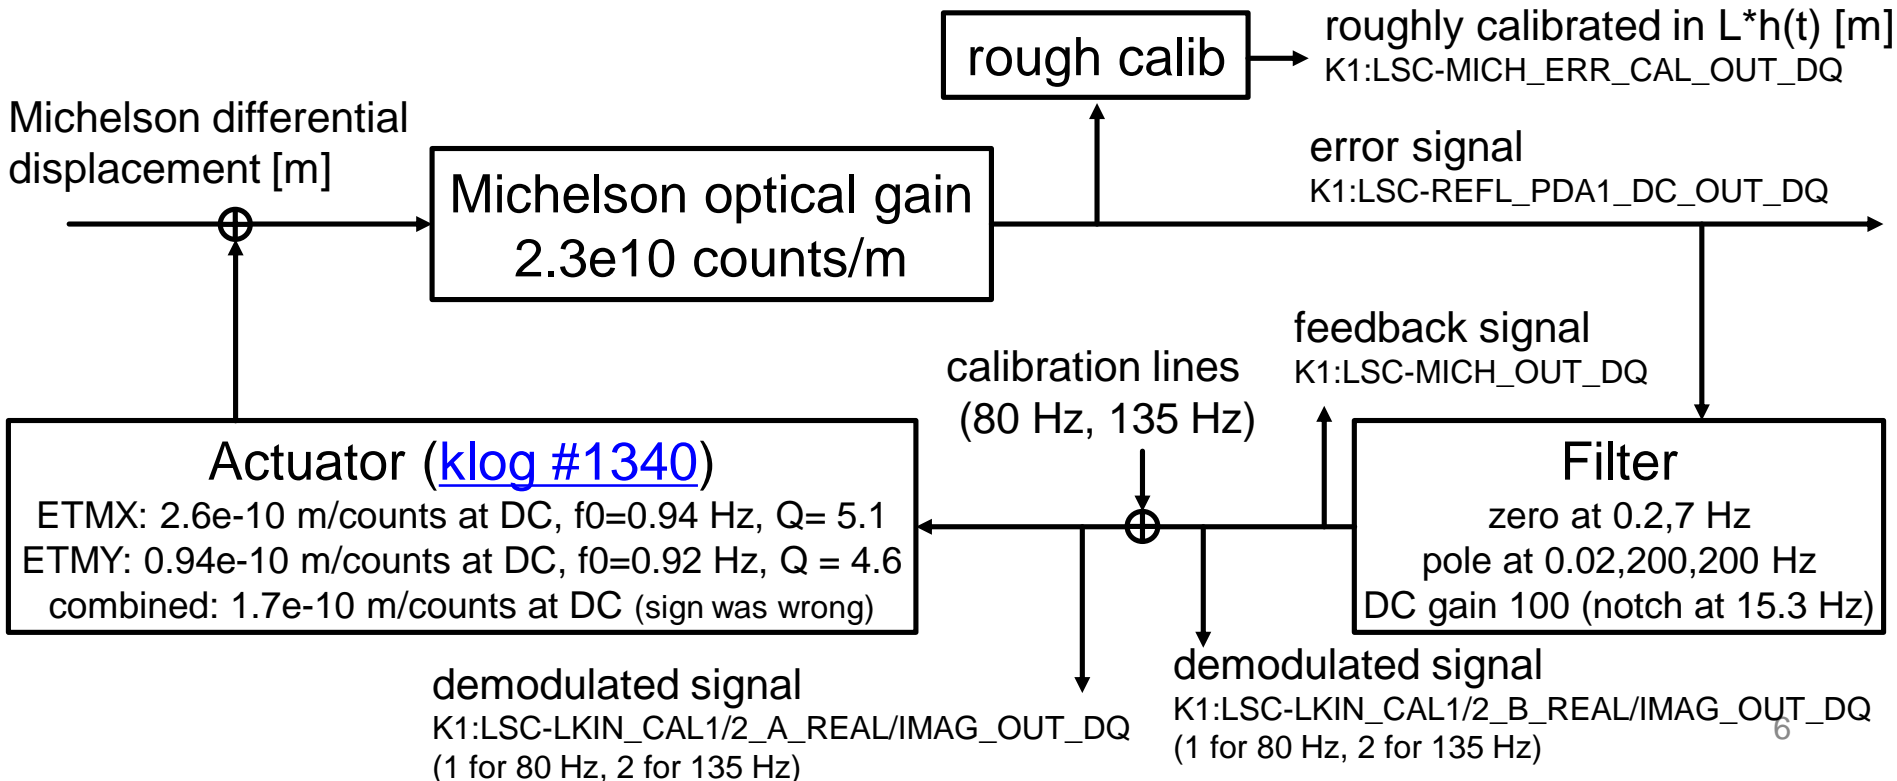 rough calib
roughly calibrated in L*h(t) [m]
K1:LSC-MICH_ERR_CAL_OUT_DQ
Michelson differential
displacement [m]
Michelson optical gain
2.3e10 counts/m
error signal
K1:LSC-REFL_PDA1_DC_OUT_DQ
feedback signal
K1:LSC-MICH_OUT_DQ
calibration lines
(80 Hz, 135 Hz)
Actuator (klog #1340)
ETMX: 2.6e-10 m/counts at DC, f0=0.94 Hz, Q= 5.1
ETMY: 0.94e-10 m/counts at DC, f0=0.92 Hz, Q = 4.6
combined: 1.7e-10 m/counts at DC (sign was wrong)
Filter
zero at 0.2,7 Hz
pole at 0.02,200,200 Hz
DC gain 100 (notch at 15.3 Hz)
demodulated signal
K1:LSC-LKIN_CAL1/2_A_REAL/IMAG_OUT_DQ
(1 for 80 Hz, 2 for 135 Hz)
demodulated signal
K1:LSC-LKIN_CAL1/2_B_REAL/IMAG_OUT_DQ
(1 for 80 Hz, 2 for 135 Hz)
6